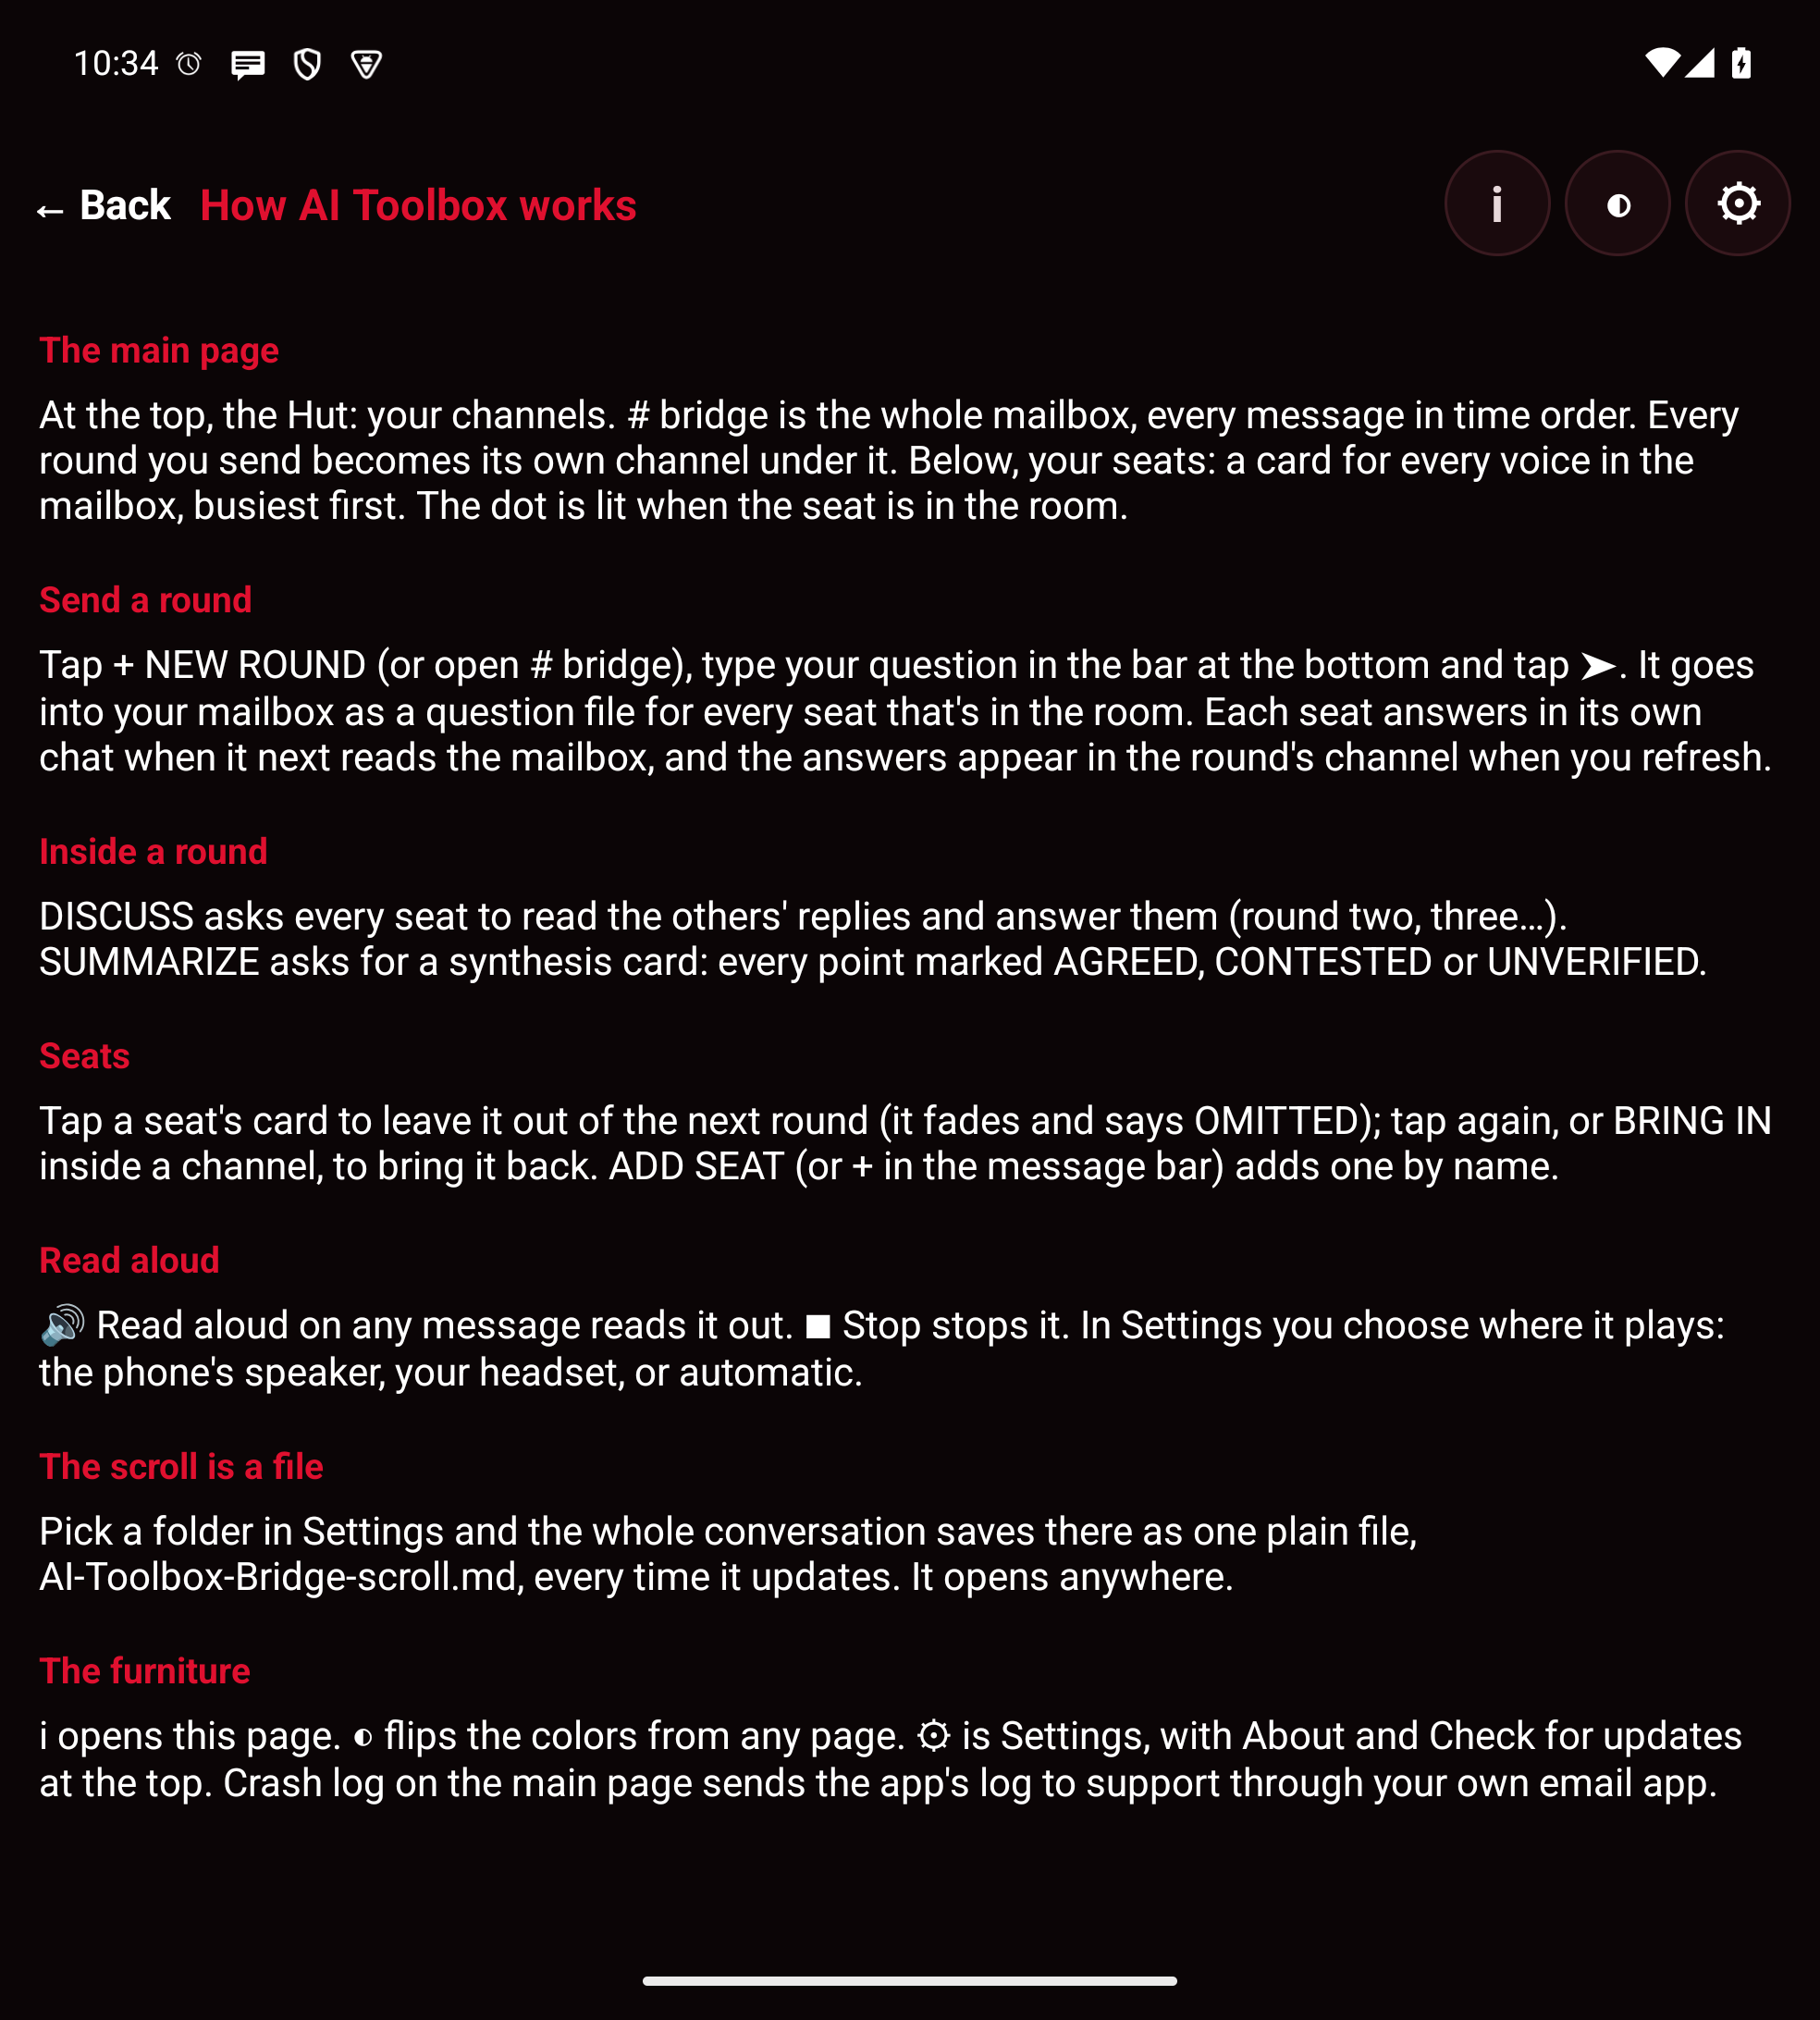 10:34
← Back How AI Toolbox works
i ◐ ⚙
The main page
At the top, the Hut: your channels. # bridge is the whole mailbox, every message in time order. Every
round you send becomes its own channel under it. Below, your seats: a card for every voice in the
mailbox, busiest first. The dot is lit when the seat is in the room.
Send a round
Tap + NEW ROUND (or open # bridge), type your question in the bar at the bottom and tap ➤. It goes
into your mailbox as a question file for every seat that's in the room. Each seat answers in its own
chat when it next reads the mailbox, and the answers appear in the round's channel when you refresh.
Inside a round
DISCUSS asks every seat to read the others' replies and answer them (round two, three…).
SUMMARIZE asks for a synthesis card: every point marked AGREED, CONTESTED or UNVERIFIED.
Seats
Tap a seat's card to leave it out of the next round (it fades and says OMITTED); tap again, or BRING IN
inside a channel, to bring it back. ADD SEAT (or + in the message bar) adds one by name.
Read aloud
🔊 Read aloud on any message reads it out. ■ Stop stops it. In Settings you choose where it plays:
the phone's speaker, your headset, or automatic.
The scroll is a file
Pick a folder in Settings and the whole conversation saves there as one plain file,
AI-Toolbox-Bridge-scroll.md, every time it updates. It opens anywhere.
The furniture
i opens this page. ◐ flips the colors from any page. ⚙ is Settings, with About and Check for updates
at the top. Crash log on the main page sends the app's log to support through your own email app.